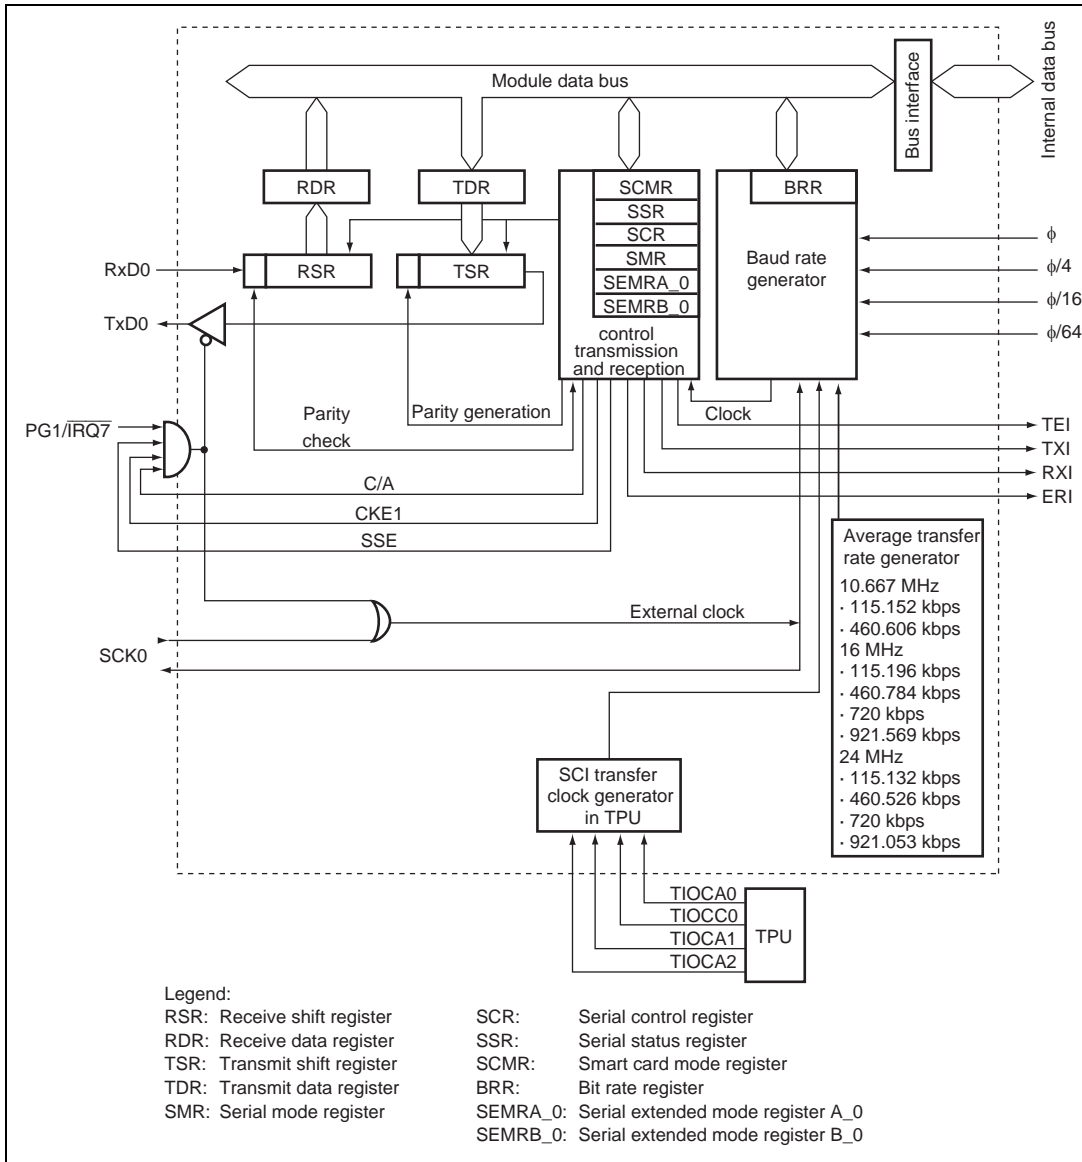 Module data bus
Bus interface
Internal data bus
RDR
TDR
SCMR
SSR
SCR
SMR
SEMRA_0
SEMRB_0
control
transmission
and reception
BRR
Baud rate
generator
ϕ
ϕ/4
ϕ/16
ϕ/64
RxD0
RSR
TSR
TxD0
Parity
check
Parity generation
Clock
PG1/IRQ7
TEI
TXI
RXI
ERI
C/A
CKE1
SSE
External clock
SCK0
Average transfer
rate generator
10.667 MHz
· 115.152 kbps
· 460.606 kbps
16 MHz
· 115.196 kbps
· 460.784 kbps
· 720 kbps
· 921.569 kbps
24 MHz
· 115.132 kbps
· 460.526 kbps
· 720 kbps
· 921.053 kbps
SCI transfer
clock generator
in TPU
TIOCA0
TIOCC0
TIOCA1
TIOCA2
TPU
Legend:
RSR: Receive shift register
RDR: Receive data register
TSR: Transmit shift register
TDR: Transmit data register
SMR: Serial mode register
SCR: Serial control register
SSR: Serial status register
SCMR: Smart card mode register
BRR: Bit rate register
SEMRA_0: Serial extended mode register A_0
SEMRB_0: Serial extended mode register B_0